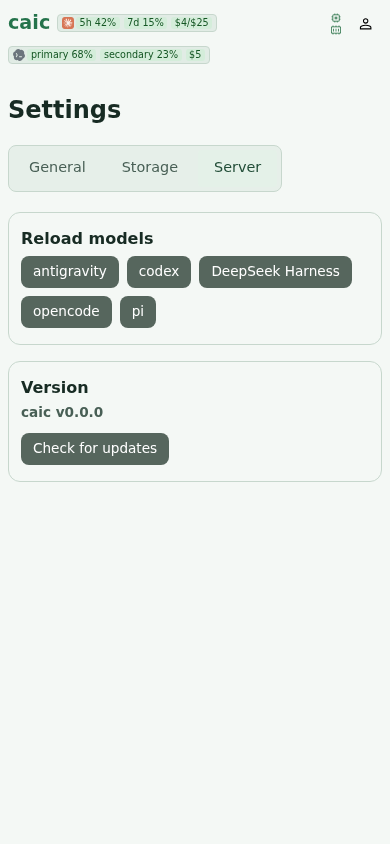 caic 5h 42% 7d 15% $4/$25
primary 68% secondary 23% $5
Settings
General Storage Server
Reload models
antigravity codex DeepSeek Harness
opencode pi
Version
caic v0.0.0
Check for updates